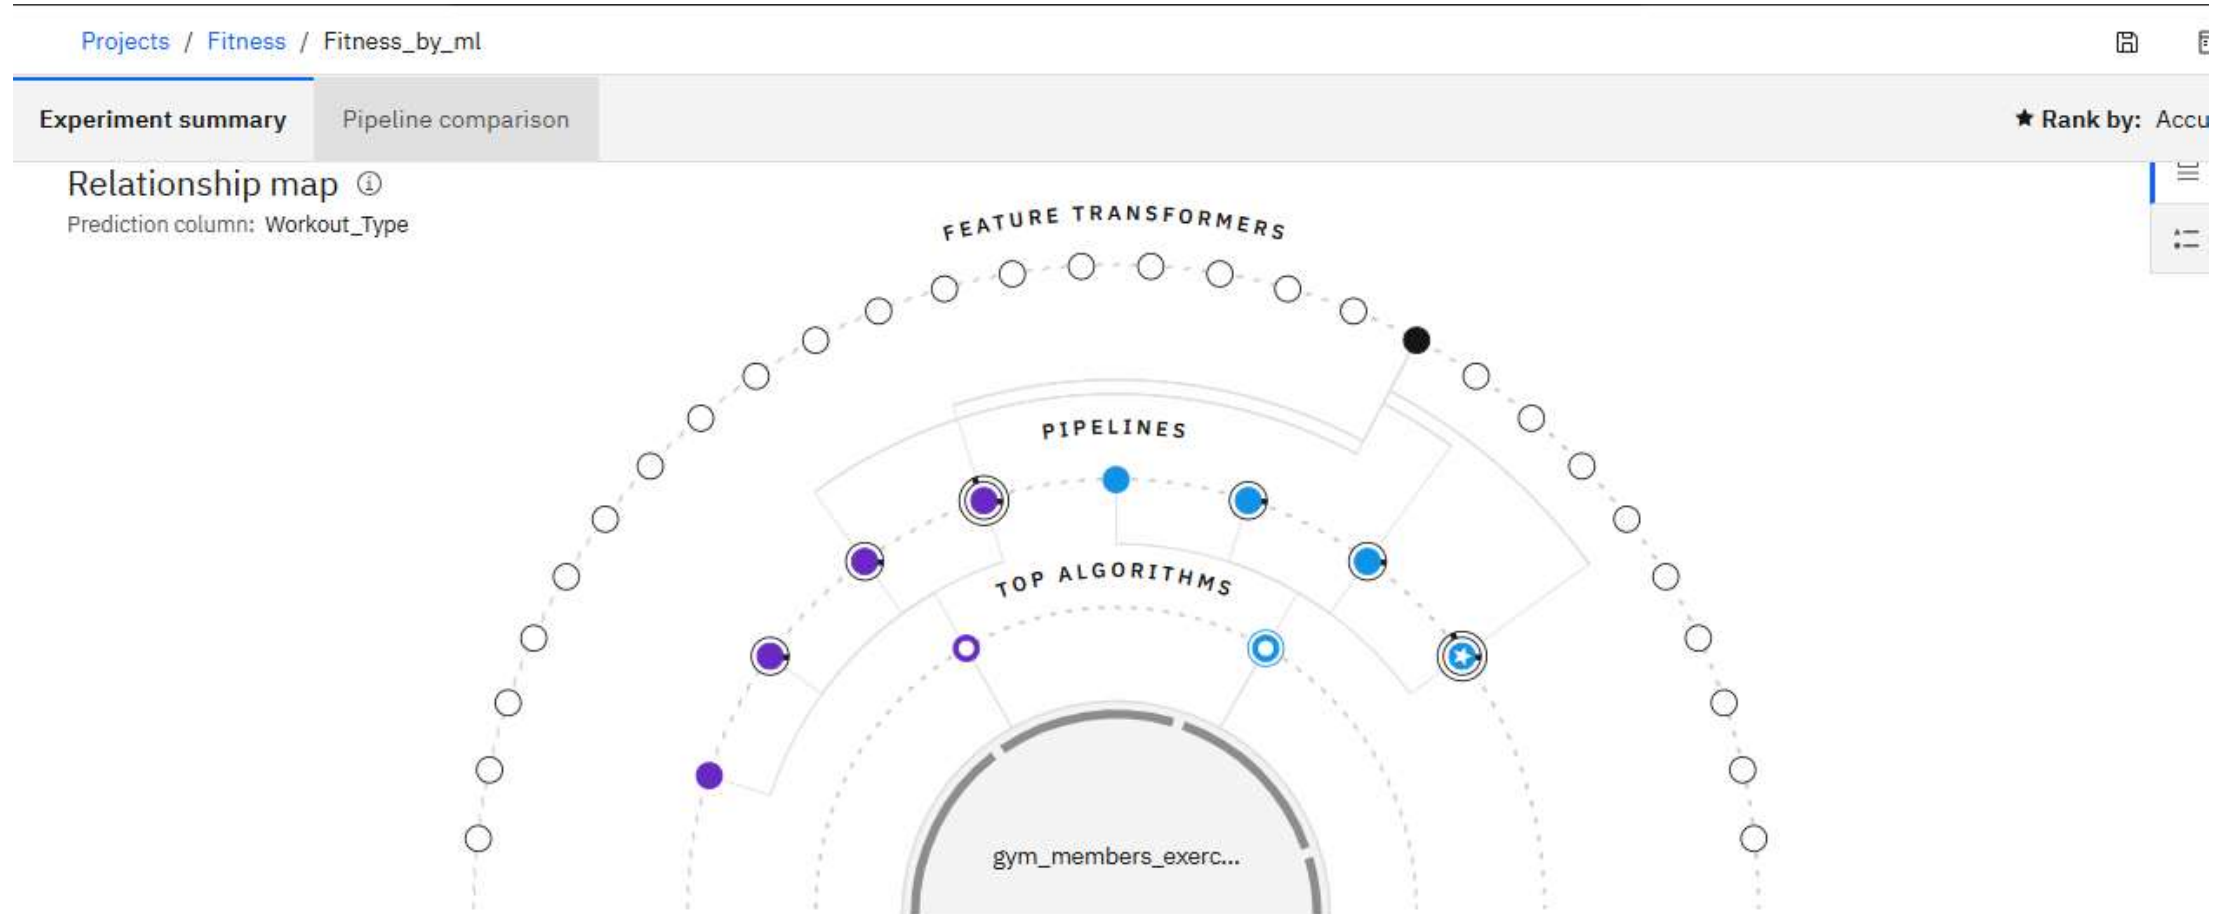 Projects / Fitness / Fitness_by_ml
Experiment summary
Pipeline comparison
★ Rank by: Accu
Relationship map
Prediction column: Workout_Type
FEATURE TRANSFORMERS
PIPELINES
TOP ALGORITHMS
gym_members_exerc...